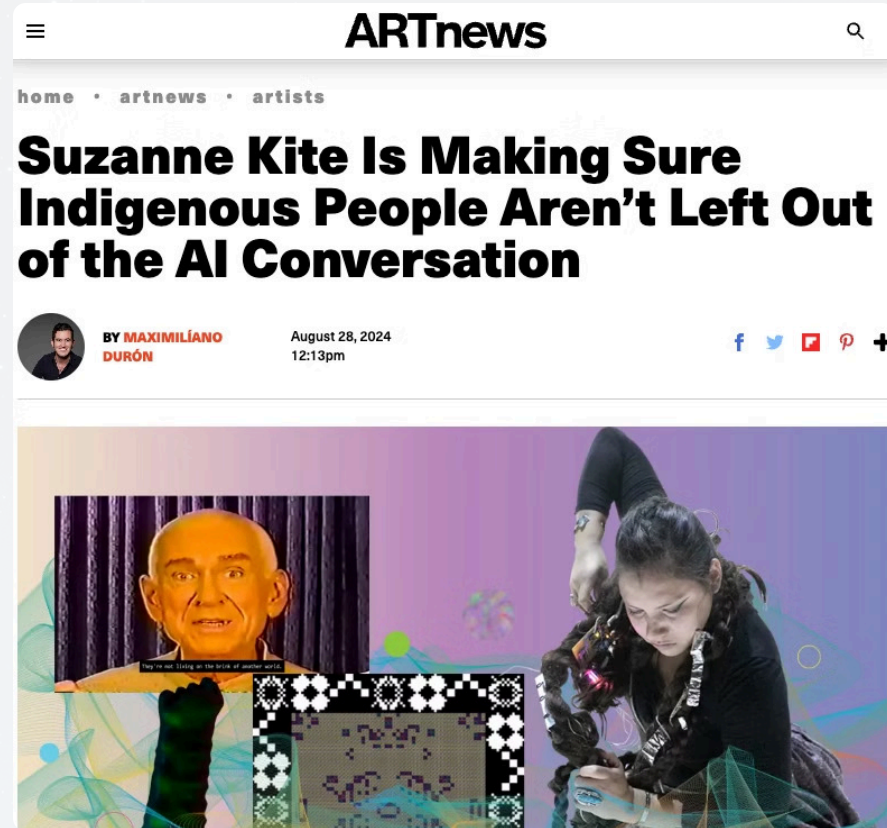 ARTnews
home • artnews • artists
Suzanne Kite Is Making Sure
Indigenous People Aren’t Left Out
of the AI Conversation
BY MAXIMILÍANO
DURÓN
August 28, 2024
12:13pm
They're not living on the brink of another world.